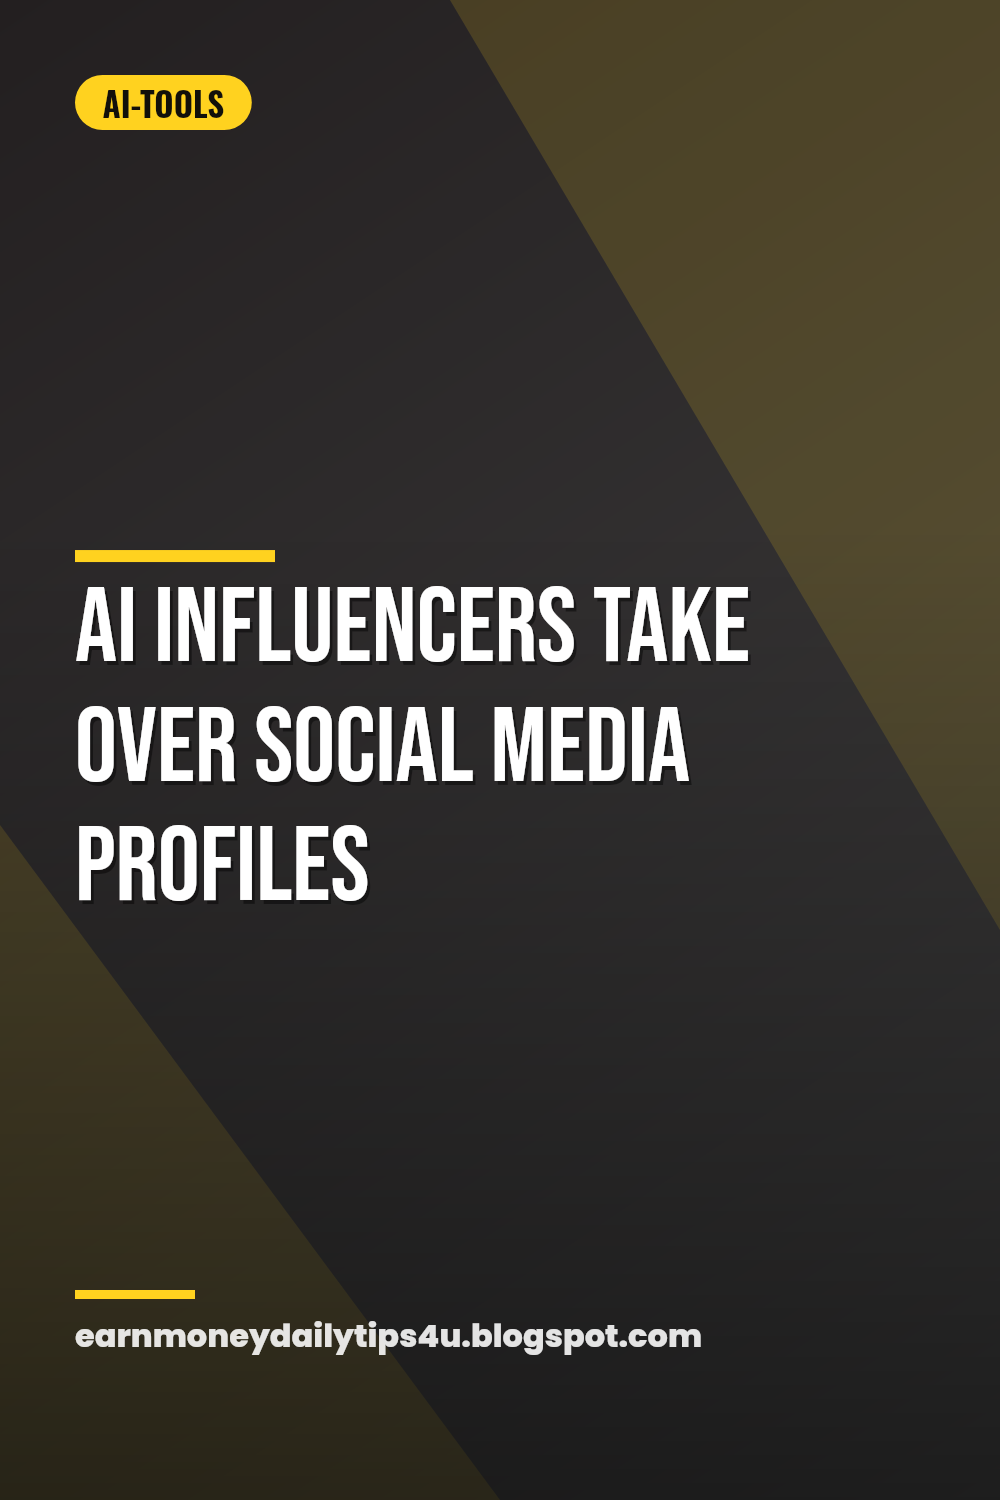 AI-TOOLS
AI INFLUENCERS TAKE
OVER SOCIAL MEDIA
PROFILES
earnmoneydailytips4u.blogspot.com